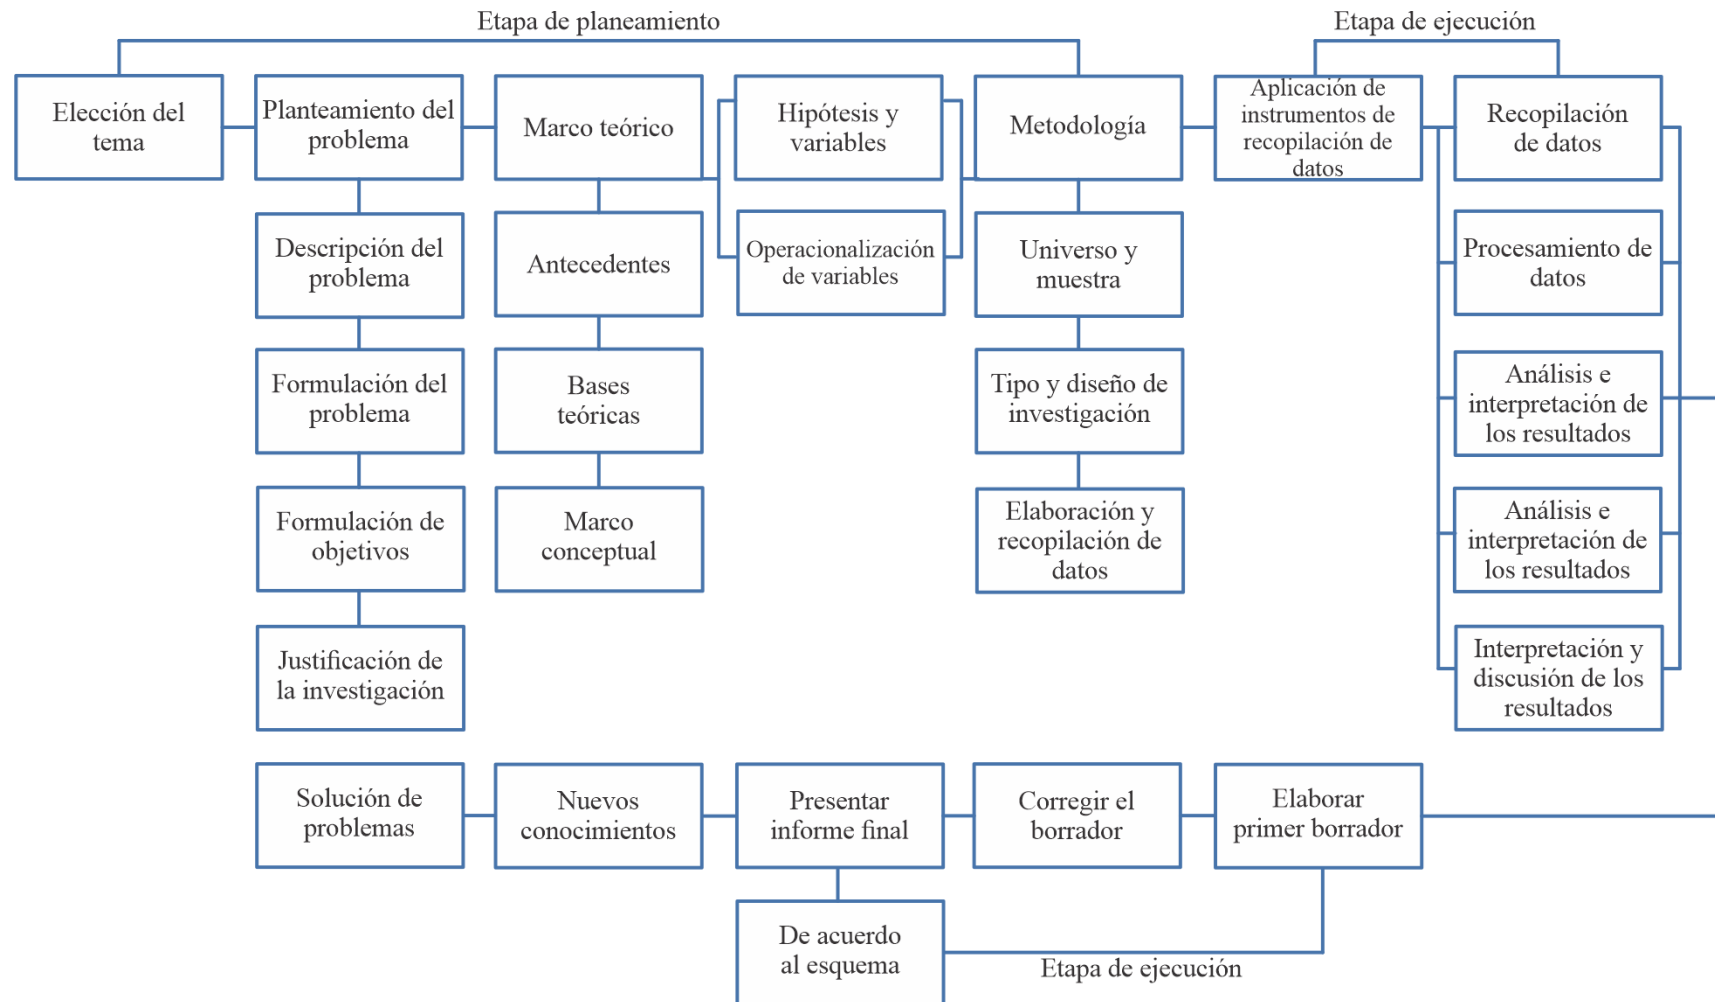 Etapa de planeamiento
Etapa de ejecución
Elección del
tema
Planteamiento del
problema
Marco teórico
Hipótesis y
variables
Metodología
Aplicación de
instrumentos de
recopilación de
datos
Recopilación
de datos
Descripción del
problema
Antecedentes
Operacionalización
de variables
Universo y
muestra
Procesamiento de
datos
Formulación del
problema
Bases
teóricas
Tipo y diseño de
investigación
Análisis e
interpretación de
los resultados
Formulación de
objetivos
Marco
conceptual
Elaboración y
recopilación de
datos
Análisis e
interpretación de
los resultados
Justificación de
la investigación
Interpretación y
discusión de los
resultados
Solución de
problemas
Nuevos
conocimientos
Presentar
informe final
Corregir el
borrador
Elaborar
primer borrador
De acuerdo
al esquema
Etapa de ejecución